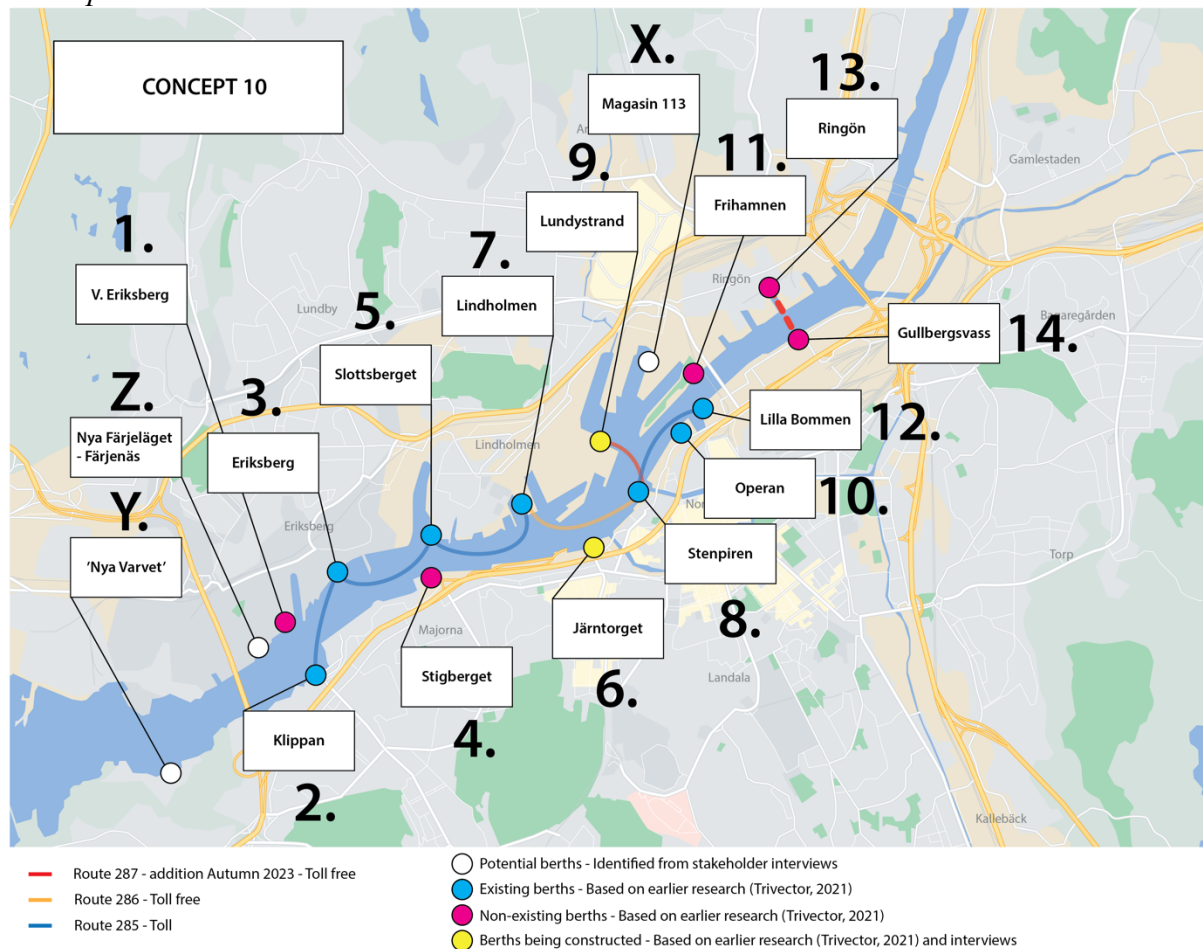 CONCEPT 10
X.
Magasin 113
13.
Ringön
9.
Lundystrand
11.
Frihamnen
Gamlestaden
1.
V. Eriksberg
7.
Lindholmen
Lundby
Ringön
Bagaregården
5.
Slottsberget
Gullbergsvass
14.
Z.
Nya Färjeläget
- Färjenäs
3.
Eriksberg
Lindholmen
Lilla Bommen
12.
Y.
'Nya Varvet'
Eriksberg
Operan
10.
Stenpiren
8.
Torp
Majorna
Järntorget
6.
Landala
Stigberget
4.
Klippan
2.
Kallebäck
Route 287 - addition Autumn 2023 - Toll free
Route 286 - Toll free
Route 285 - Toll
Potential berths - Identified from stakeholder interviews
Existing berths - Based on earlier research (Trivector, 2021)
Non-existing berths - Based on earlier research (Trivector, 2021)
Berths being constructed - Based on earlier research (Trivector, 2021) and interviews